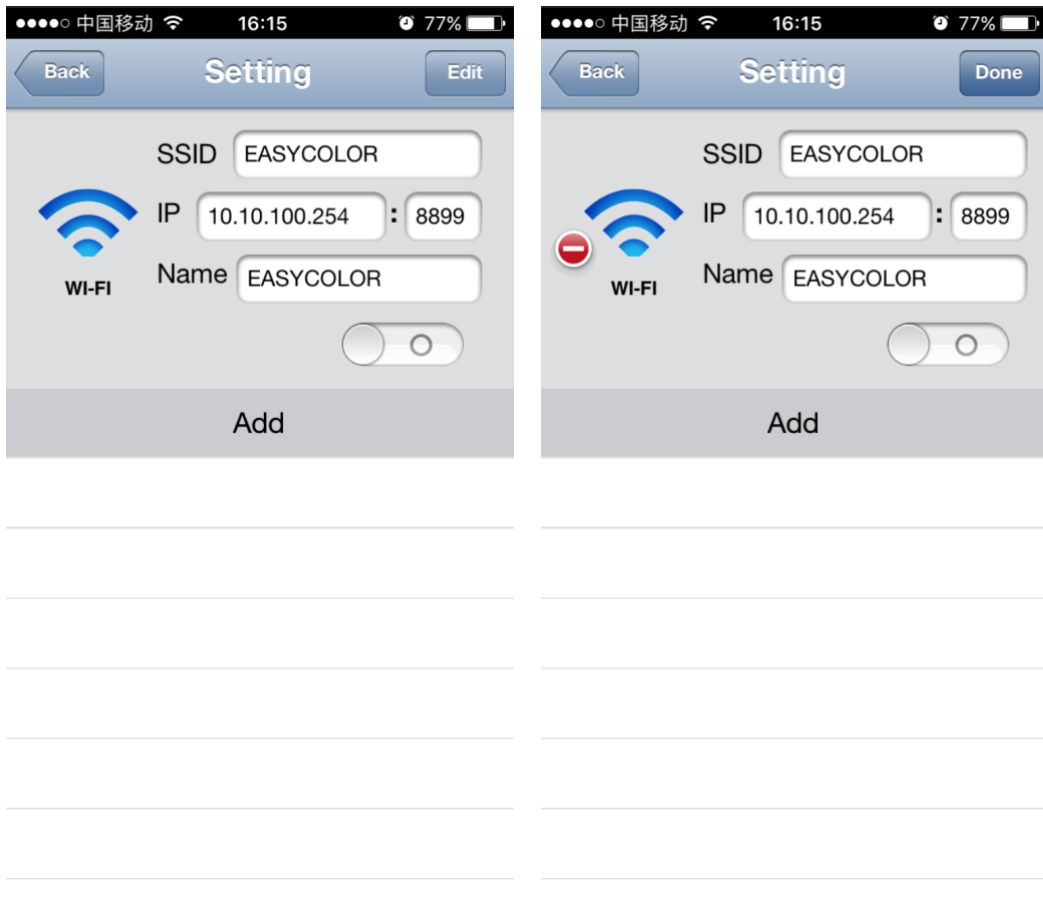 中国移动 16:15 77%
Back Setting Edit
SSID EASYCOLOR
IP 10.10.100.254 : 8899
Name EASYCOLOR
WI-FI
Add
中国移动 16:15 77%
Back Setting Done
SSID EASYCOLOR
IP 10.10.100.254 : 8899
Name EASYCOLOR
WI-FI
Add